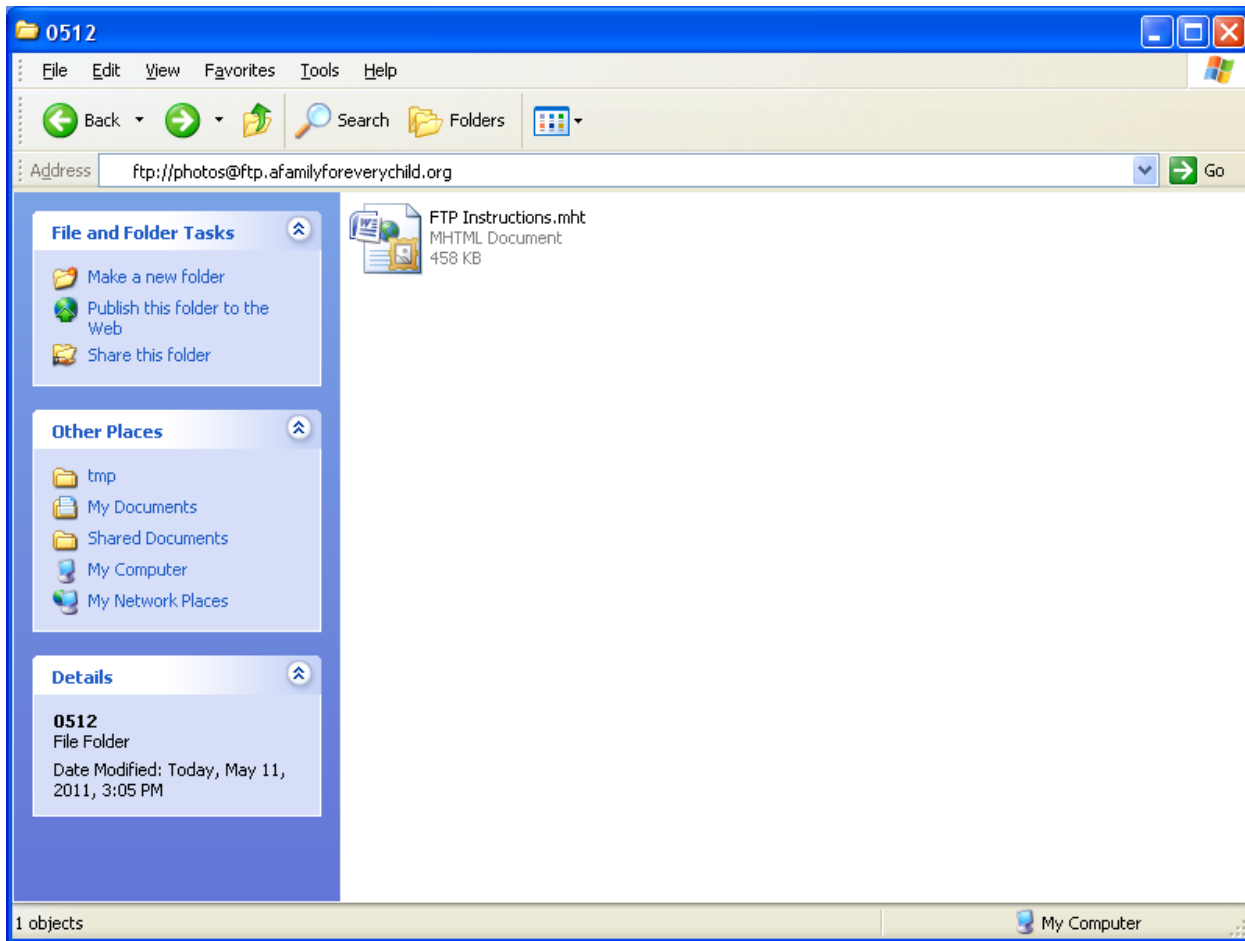 0512
File Edit View Favorites Tools Help
Back Search Folders
Address ftp://photos@ftp.afamilyforeverychild.org Go
File and Folder Tasks
Make a new folder
Publish this folder to the
Web
Share this folder
Other Places
tmp
My Documents
Shared Documents
My Computer
My Network Places
Details
0512
File Folder
Date Modified: Today, May 11,
2011, 3:05 PM
FTP Instructions.mht
MHTML Document
458 KB
1 objects My Computer